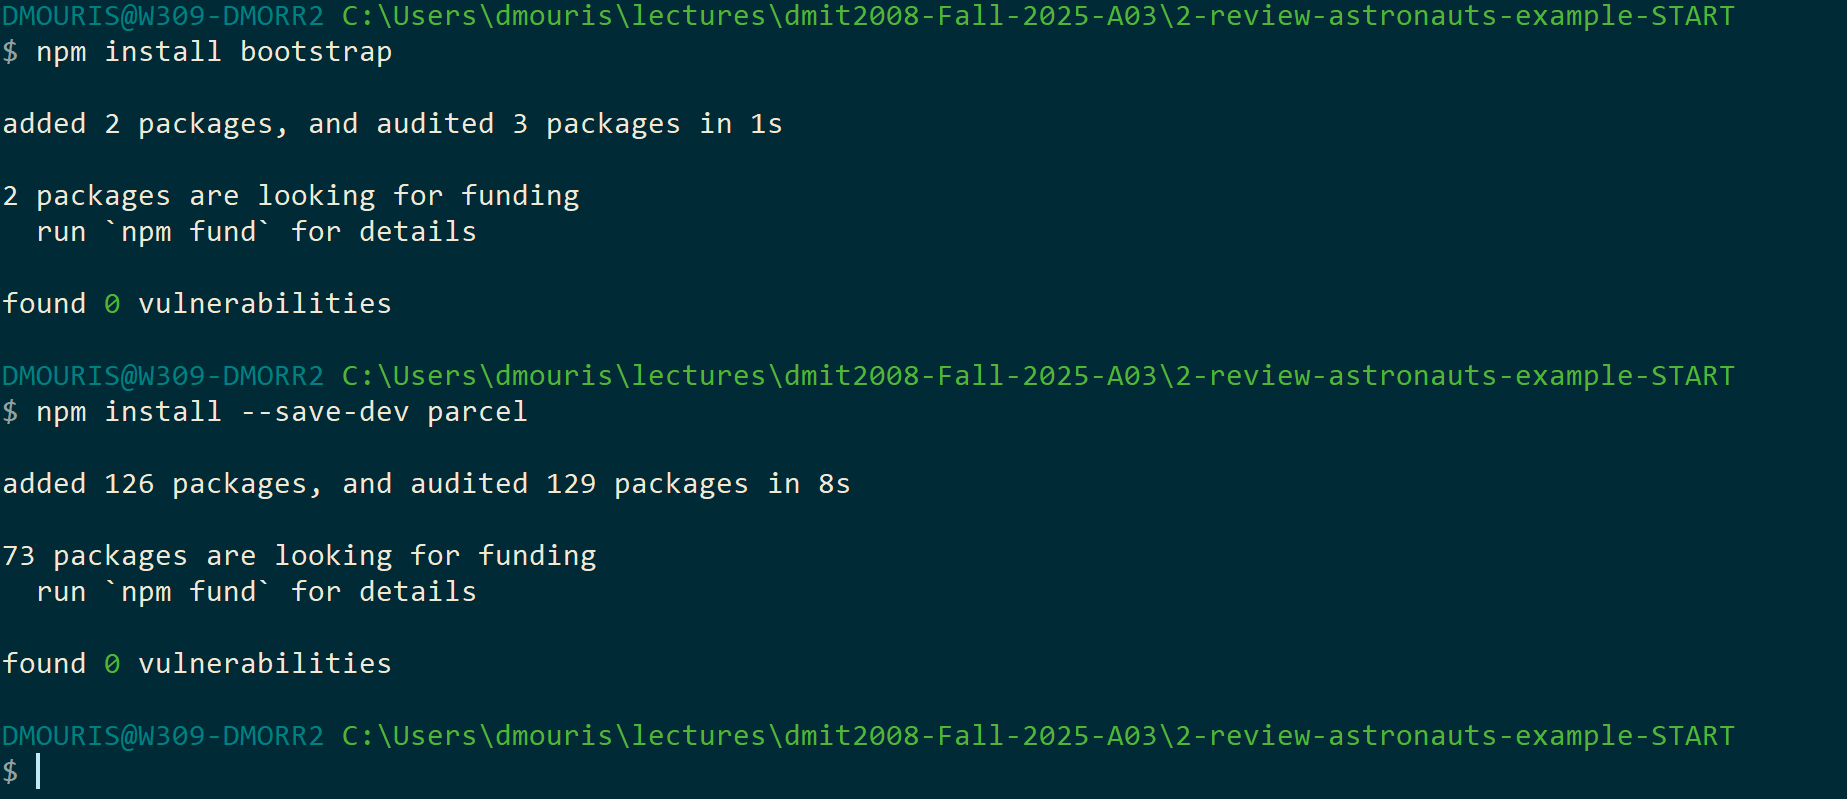 DMOURIS@W309-DMORR2 C:\Users\dmouris\lectures\dmit2008-Fall-2025-A03\2-review-astronauts-example-START
$ npm install bootstrap
added 2 packages, and audited 3 packages in 1s
2 packages are looking for funding
  run `npm fund` for details
found 0 vulnerabilities
DMOURIS@W309-DMORR2 C:\Users\dmouris\lectures\dmit2008-Fall-2025-A03\2-review-astronauts-example-START
$ npm install --save-dev parcel
added 126 packages, and audited 129 packages in 8s
73 packages are looking for funding
  run `npm fund` for details
found 0 vulnerabilities
DMOURIS@W309-DMORR2 C:\Users\dmouris\lectures\dmit2008-Fall-2025-A03\2-review-astronauts-example-START
$